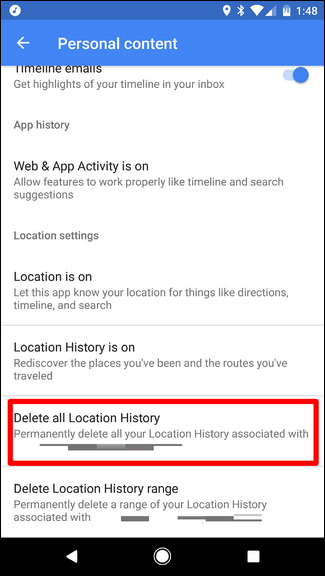 1:48
Personal content
Timeline emails
Get highlights of your timeline in your inbox
App history
Web & App Activity is on
Allow features to work properly like timeline and search
suggestions
Location settings
Location is on
Let this app know your location for things like directions,
timeline, and search
Location History is on
Rediscover the places you've been and the routes you've
traveled
Delete all Location History
Permanently delete all your Location History associated with
Delete Location History range
Permanently delete a range of your Location History
associated with